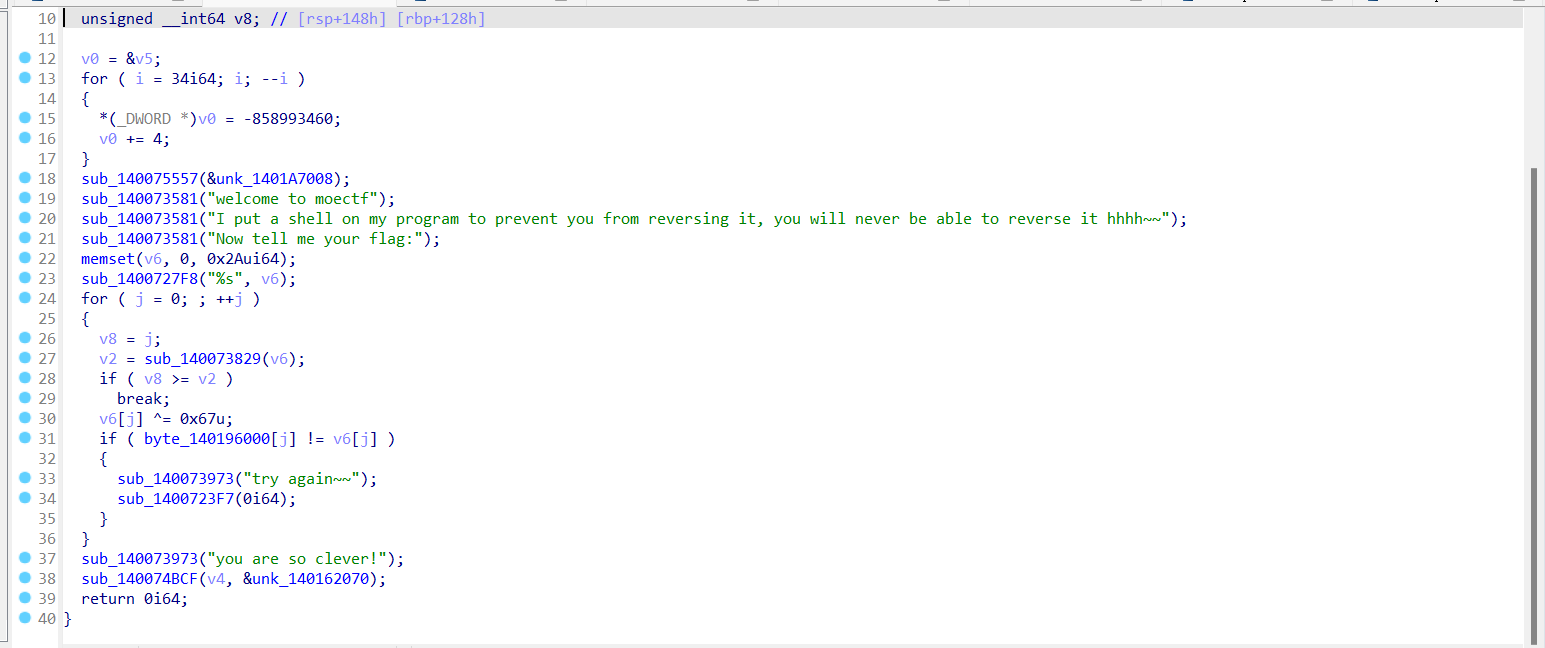 10 unsigned __int64 v8; // [rsp+148h] [rbp+128h]
11
12 v0 = &v5;
13 for ( i = 34i64; i; --i )
14 {
15 *(_DWORD *)v0 = -858993460;
16 v0 += 4;
17 }
18 sub_140075557(&unk_1401A7008);
19 sub_140073581("welcome to moectf");
20 sub_140073581("I put a shell on my program to prevent you from reversing it, you will never be able to reverse it hhhh~~");
21 sub_140073581("Now tell me your flag:");
22 memset(v6, 0, 0x2Aui64);
23 sub_1400727F8("%s", v6);
24 for ( j = 0; ; ++j )
25 {
26 v8 = j;
27 v2 = sub_140073829(v6);
28 if ( v8 >= v2 )
29 break;
30 v6[j] ^= 0x67u;
31 if ( byte_140196000[j] != v6[j] )
32 {
33 sub_140073973("try again~~");
34 sub_1400723F7(0i64);
35 }
36 }
37 sub_140073973("you are so clever!");
38 sub_140074BCF(v4, &unk_140162070);
39 return 0i64;
40 }